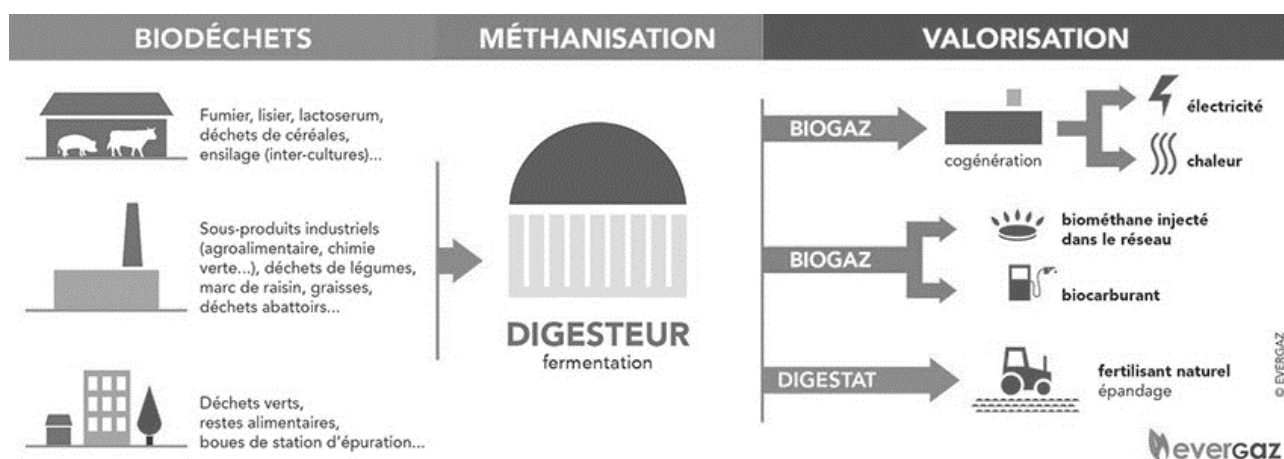 BIODÉCHETS
Fumier, lisier, lactoserum,
déchets de céréales,
ensilage (inter-cultures)...
Sous-produits industriels
(agroalimentaire, chimie
verte...), déchets de légumes,
marc de raisin, graisses,
déchets abattoirs...
Déchets verts,
restes alimentaires,
boues de station d'épuration...
MÉTHANISATION
DIGESTEUR
fermentation
VALORISATION
BIOGAZ
cogénération
électricité
chaleur
BIOGAZ
biométhane injecté
dans le réseau
biocarburant
DIGESTAT
fertilisant naturel
épandage
© EVERGAZ
evergaz